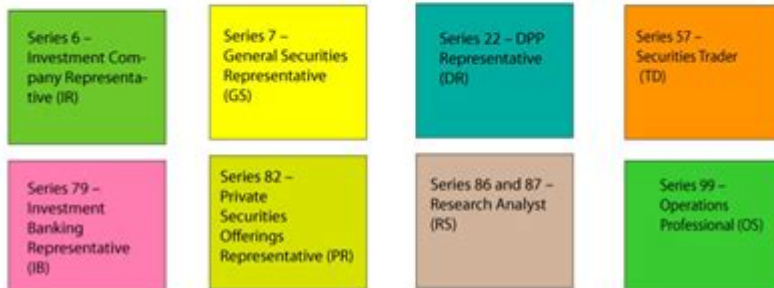 Series 6 –
Investment Com-
pany Representa-
tive (IR)
Series 7 –
General Securities
Representative
(GS)
Series 22 – DPP
Representative
(DR)
Series 57 –
Securities Trader
(TD)
Series 79 –
Investment
Banking
Representative
(IB)
Series 82 –
Private
Securities
Offerings
Representative (PR)
Series 86 and 87 –
Research Analyst
(RS)
Series 99 –
Operations
Professional (OS)